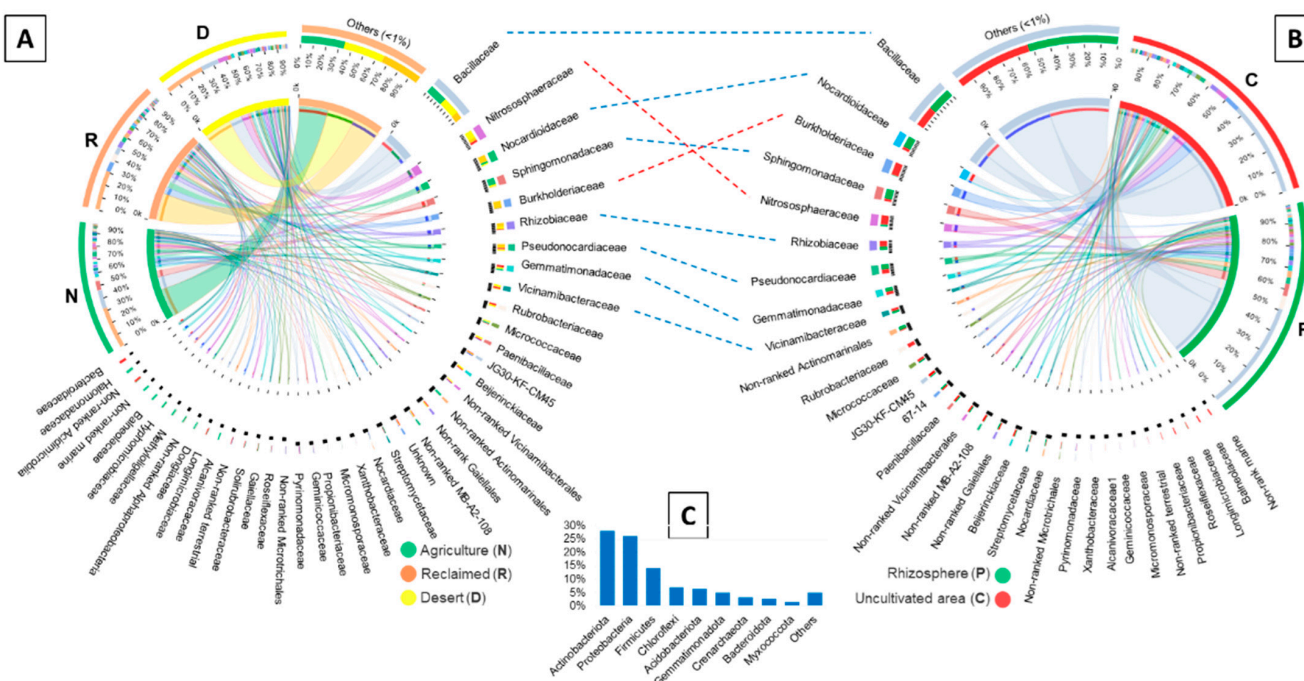 A
D
Others (<1%)
R
N
Bacillaceae
Nitrososphaeraceae
Nocardioidaceae
Sphingomonadaceae
Burkholderiaceae
Rhizobiaceae
Pseudonocardiaceae
Gemmatimonadaceae
Vicinamibacteraceae
Rubrobacteriaceae
Micrococcaceae
Paenibacillaceae
JG30-KF-CM45
Beijerinckiaceae
Non-ranked Vicinamibacterales
Non-ranked Actinomarinales
Non-rank Gaiellales
Non-ranked MB-A2-108
Unknown
Streptomycetaceae
Nocardiaceae
Xanthobacteraceae
Micromonosporaceae
Propionibacteriaceae
Geminicoccaceae
Pyrinomonadaceae
Non-ranked Microtrichales
Roseiflexaceae
Gaiellaceae
Solirubrobacteraceae
Non-ranked terrestrial
Alcanivoracaceae
Longimicrobiaceae
Dongiaceae
Non-ranked Alphaproteobacteria
Methyloligellaceae
Hyphomicrobiaceae
Balneolaceae
Non-ranked marine
Non-ranked Acidimicrobiia
Halomonadaceae
Bacteroidaceae
Agriculture (N)
Reclaimed (R)
Desert (D)
B
Others (<1%)
C
Bacillaceae
Nocardioidaceae
Burkholderiaceae
Sphingomonadaceae
Nitrososphaeraceae
Rhizobiaceae
Pseudonocardiaceae
Gemmatimonadaceae
Vicinamibacteraceae
Non-ranked Actinomarinales
Rubrobacteriaceae
Micrococcaceae
JG30-KF-CM45
67-14
Paenibacillaceae
Non-ranked Vicinamibacterales
Non-ranked MB-A2-108
Non-ranked Gaiellales
Beijerinckiaceae
Streptomycetaceae
Nocardiaceae
Non-ranked Microtrichales
Pyrinomonadaceae
Xanthobacteraceae
Alcanivoracaceae1
Geminicoccaceae
Micromonosporaceae
Non-ranked terrestrial
Propionibacteriaceae
Roseiflexaceae
Longimicrobiaceae
Balneolaceae
Non-rank marine
Rhizosphere (P)
Uncultivated area (C)
C
30%
25%
20%
15%
10%
5%
0%
Actinobacteriota
Proteobacteria
Firmicutes
Chloroflexi
Acidobacteriota
Gemmatimonadota
Crenarchaeota
Bacteroidota
Myxococcota
Others